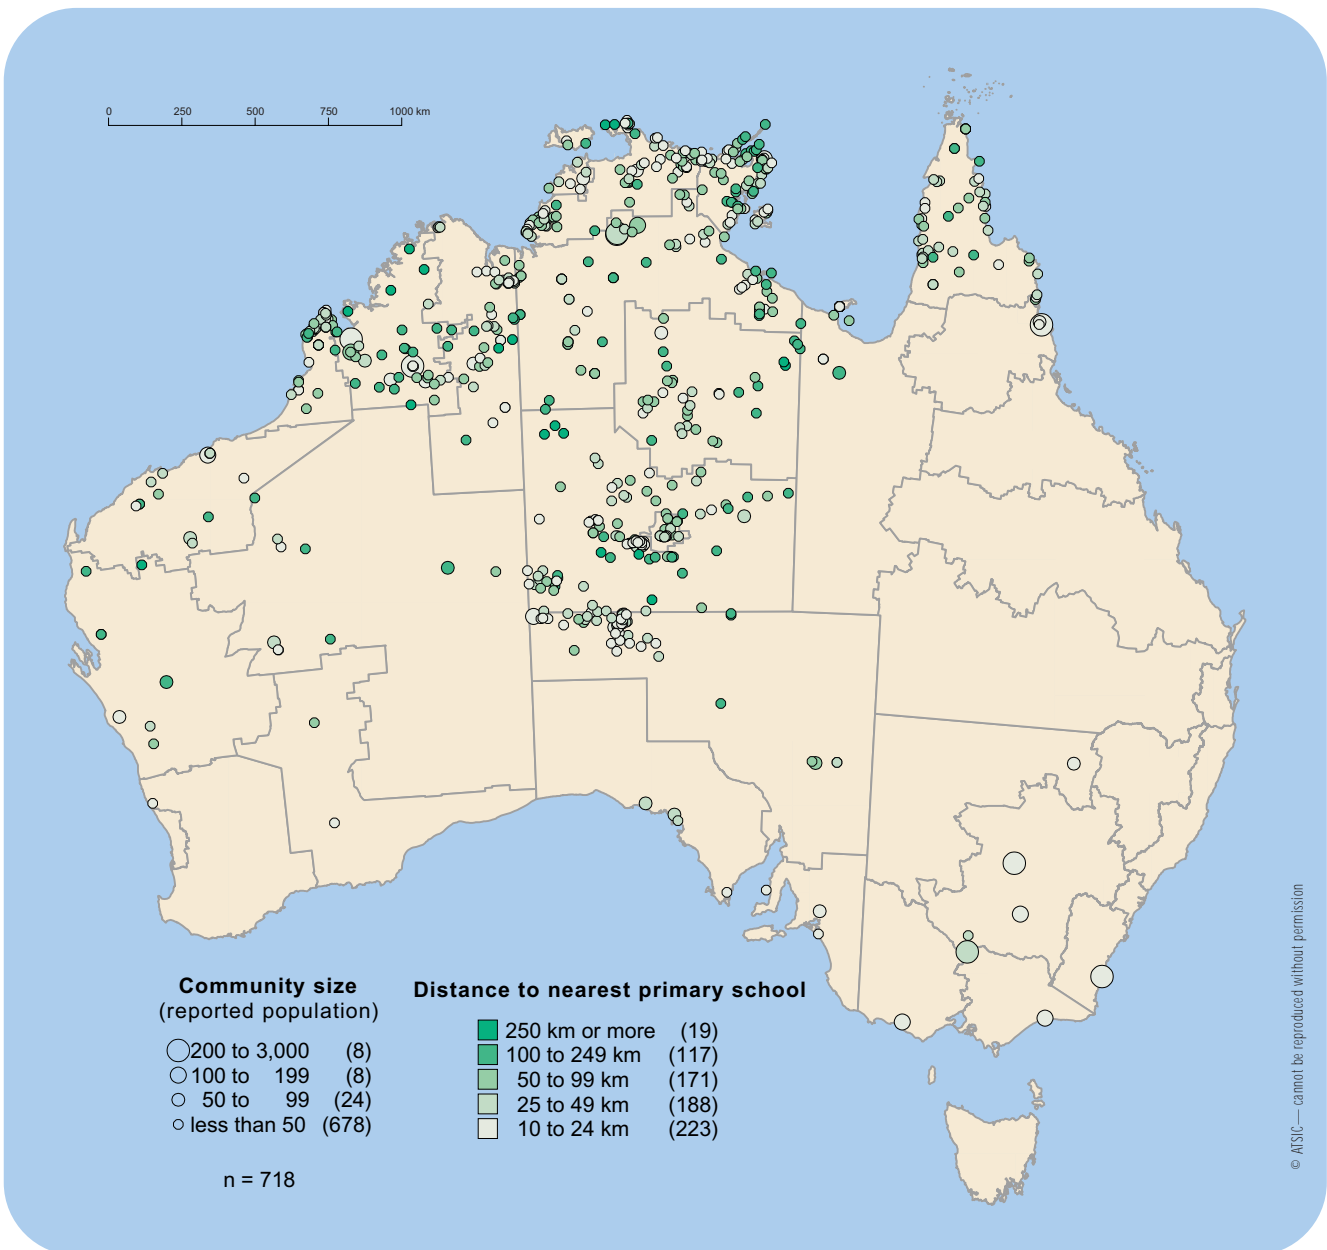 0 250 500 750 1000 km
Community size
(reported population)
200 to 3,000 (8)
100 to 199 (8)
50 to 99 (24)
less than 50 (678)
n = 718
Distance to nearest primary school
250 km or more (19)
100 to 249 km (117)
50 to 99 km (171)
25 to 49 km (188)
10 to 24 km (223)
© ATSIC — cannot be reproduced without permission